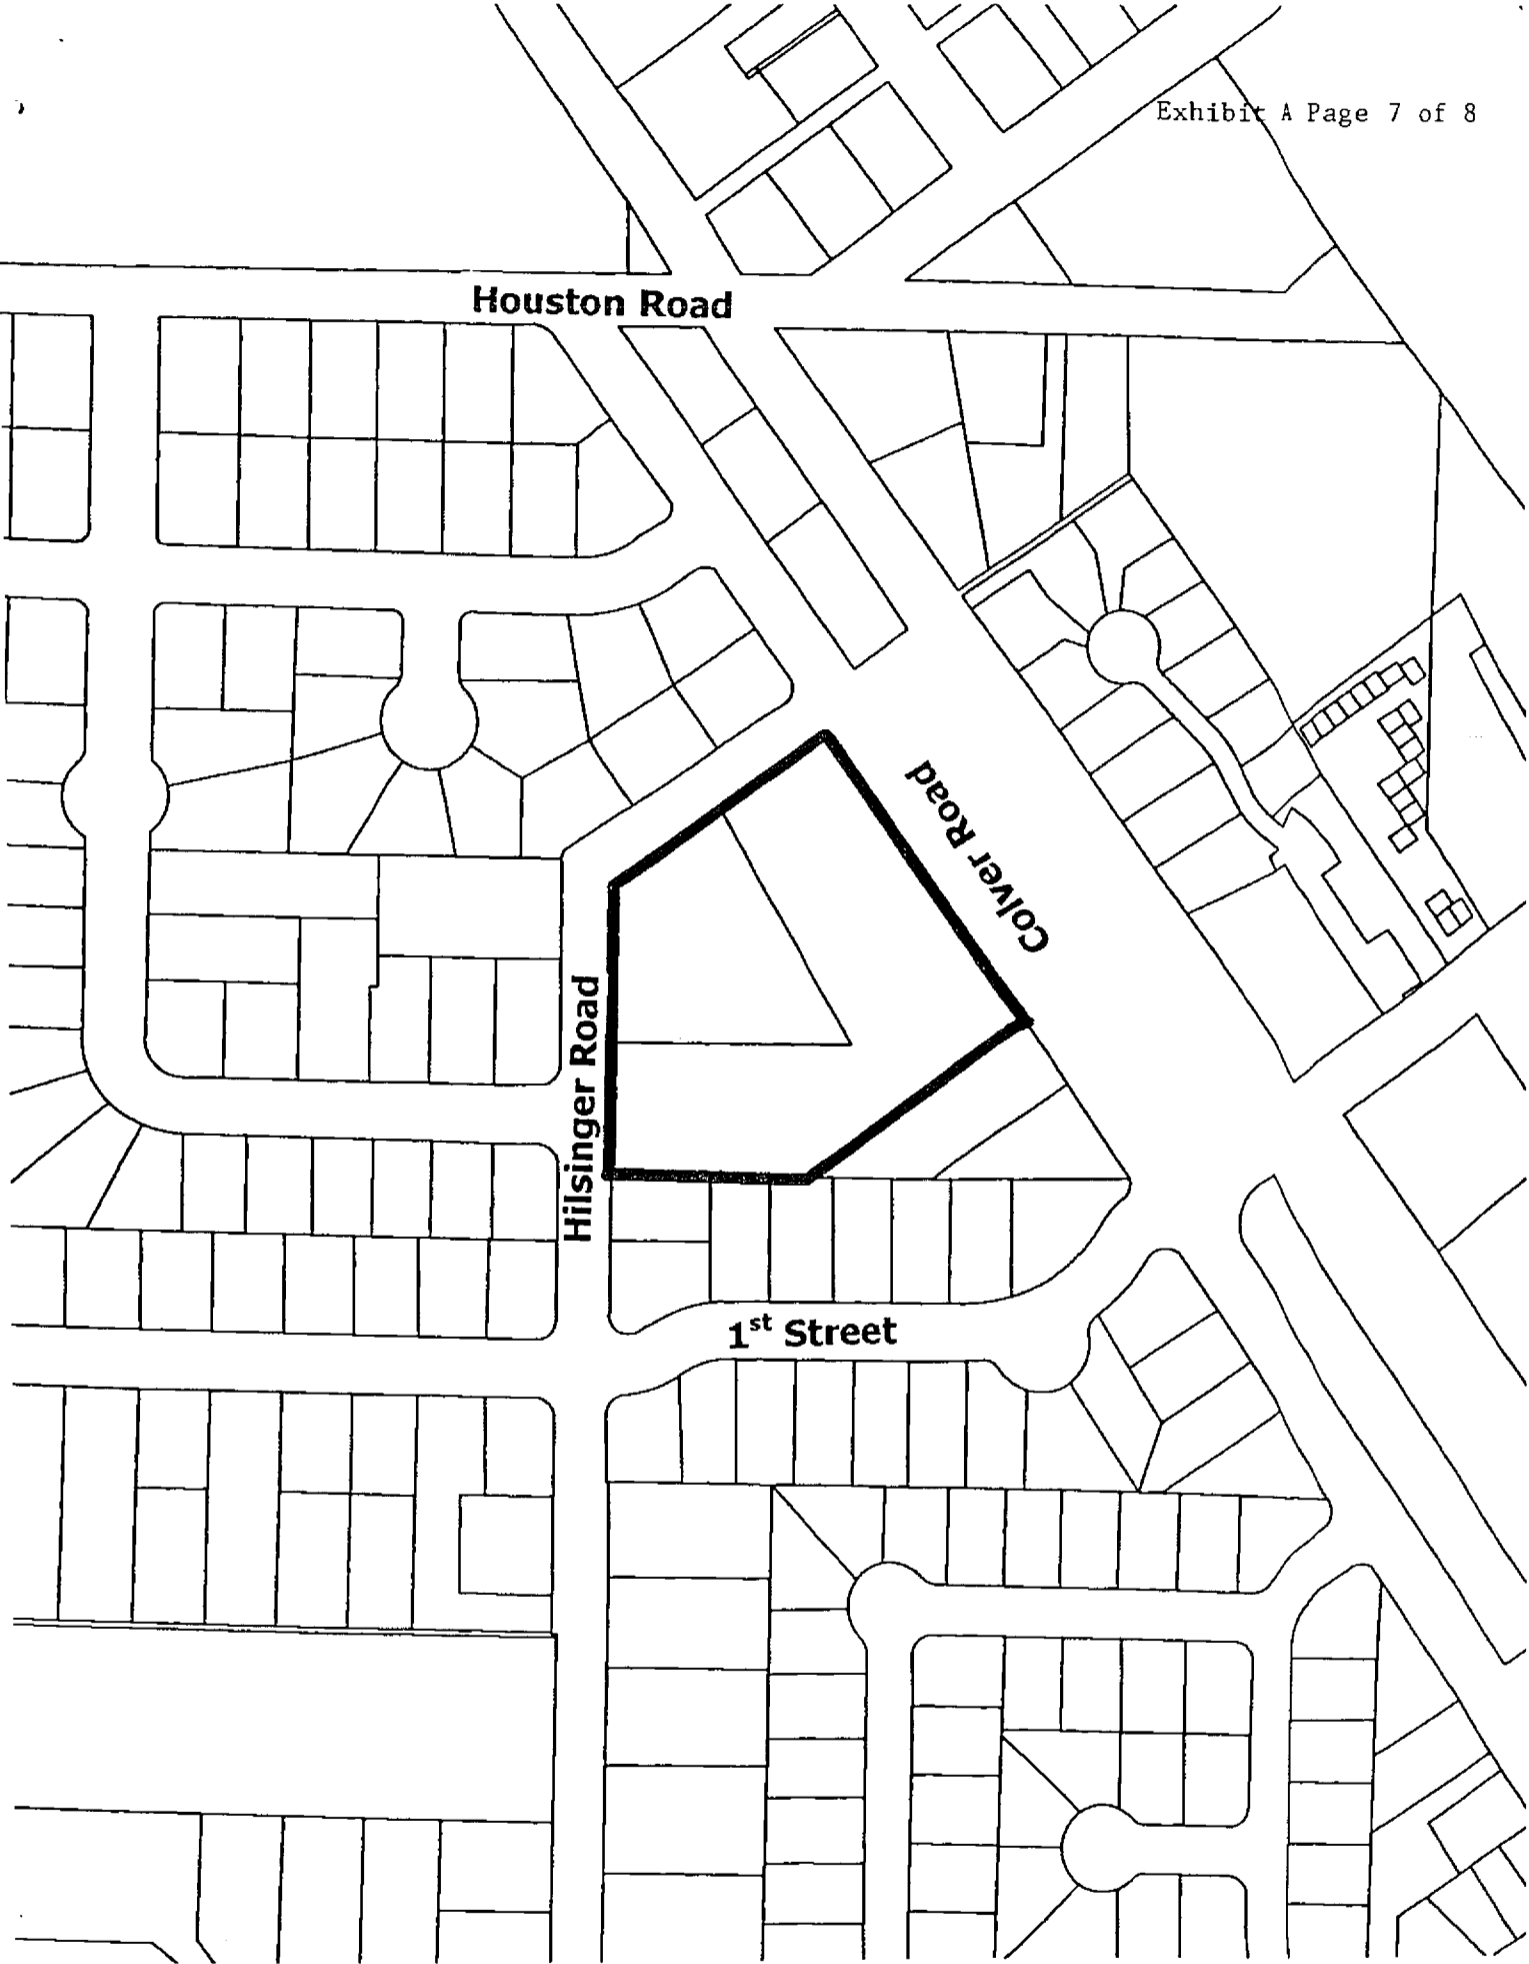 Exhibit A Page 7 of 8
Houston Road
Colver Road
Hilsinger Road
1st Street